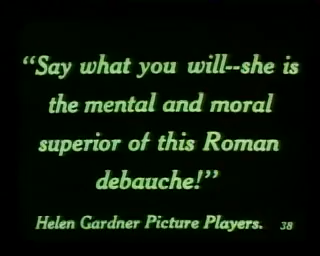 “Say what you will--she is
the mental and moral
superior of this Roman
debauche!”
Helen Gardner Picture Players. 38